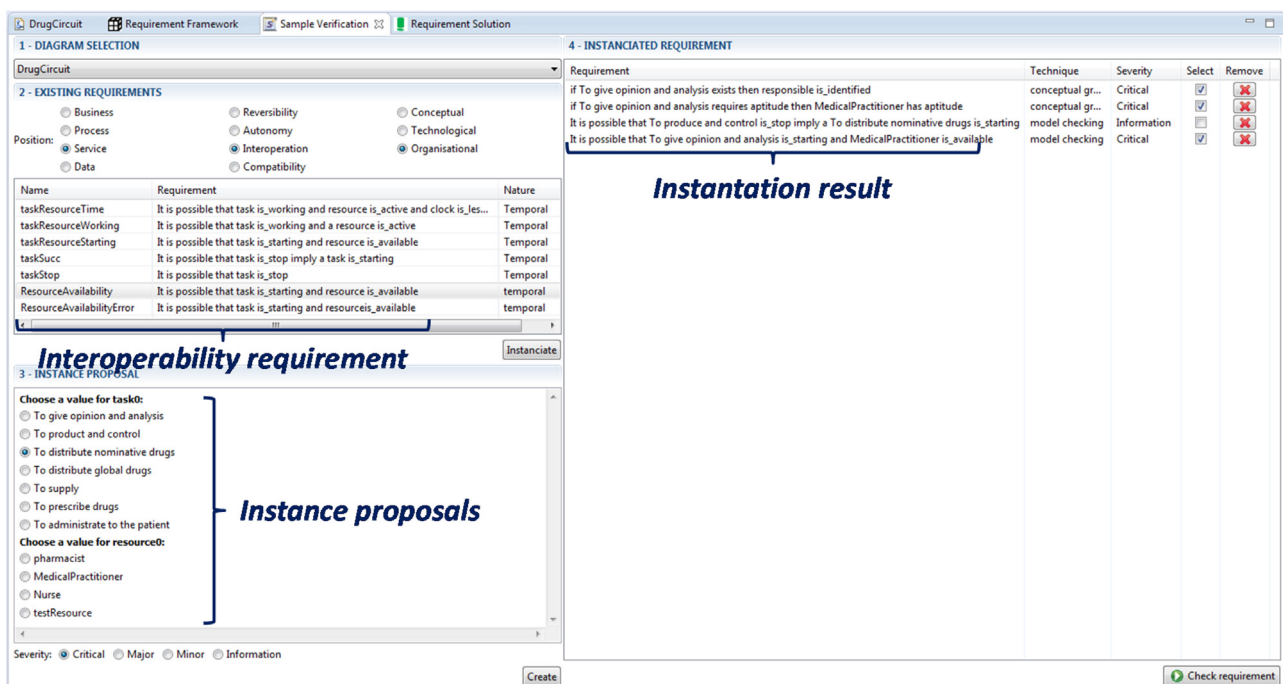 DrugCircuit Requirement Framework Sample Verification Requirement Solution
1 - DIAGRAM SELECTION
DrugCircuit
2 - EXISTING REQUIREMENTS
Position:
Business Reversibility Conceptual
Process Autonomy Technological
Service Interoperation Organisational
Data Compatibility
Name Requirement Nature
taskResourceTime It is possible that task is_working and resource is_active and clock is_les... Temporal
taskResourceWorking It is possible that task is_working and a resource is_active Temporal
taskResourceStarting It is possible that task is_starting and resource is_available Temporal
taskSucc It is possible that task is_stop imply a task is_starting Temporal
taskStop It is possible that task is_stop Temporal
ResourceAvailability It is possible that task is_starting and resource is_available temporal
ResourceAvailabilityError It is possible that task is_starting and resourceis_available temporal
Instanciate
Interoperability requirement
3 - INSTANCE PROPOSAL
Choose a value for task0:
To give opinion and analysis
To product and control
To distribute nominative drugs
To distribute global drugs
To supply
To prescribe drugs
To administrate to the patient
Choose a value for resource0:
pharmacist
MedicalPractitioner
Nurse
testResource
Instance proposals
Severity: Critical Major Minor Information
Create
4 - INSTANCIATED REQUIREMENT
Requirement Technique Severity Select Remove
if To give opinion and analysis exists then responsible is_identified conceptual gr... Critical
if To give opinion and analysis requires aptitude then MedicalPractitioner has aptitude conceptual gr... Critical
It is possible that To produce and control is_stop imply a To distribute nominative drugs is_starting model checking Information
It is possible that To give opinion and analysis is_starting and MedicalPractitioner is_available model checking Critical
Instantation result
Check requirement